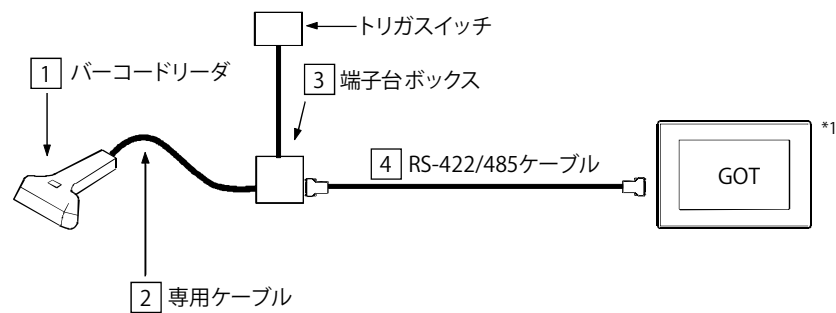 トリガスイッチ
1 バーコードリーダ
3 端子台ボックス
*1
4 RS-422/485ケーブル
GOT
2 専用ケーブル